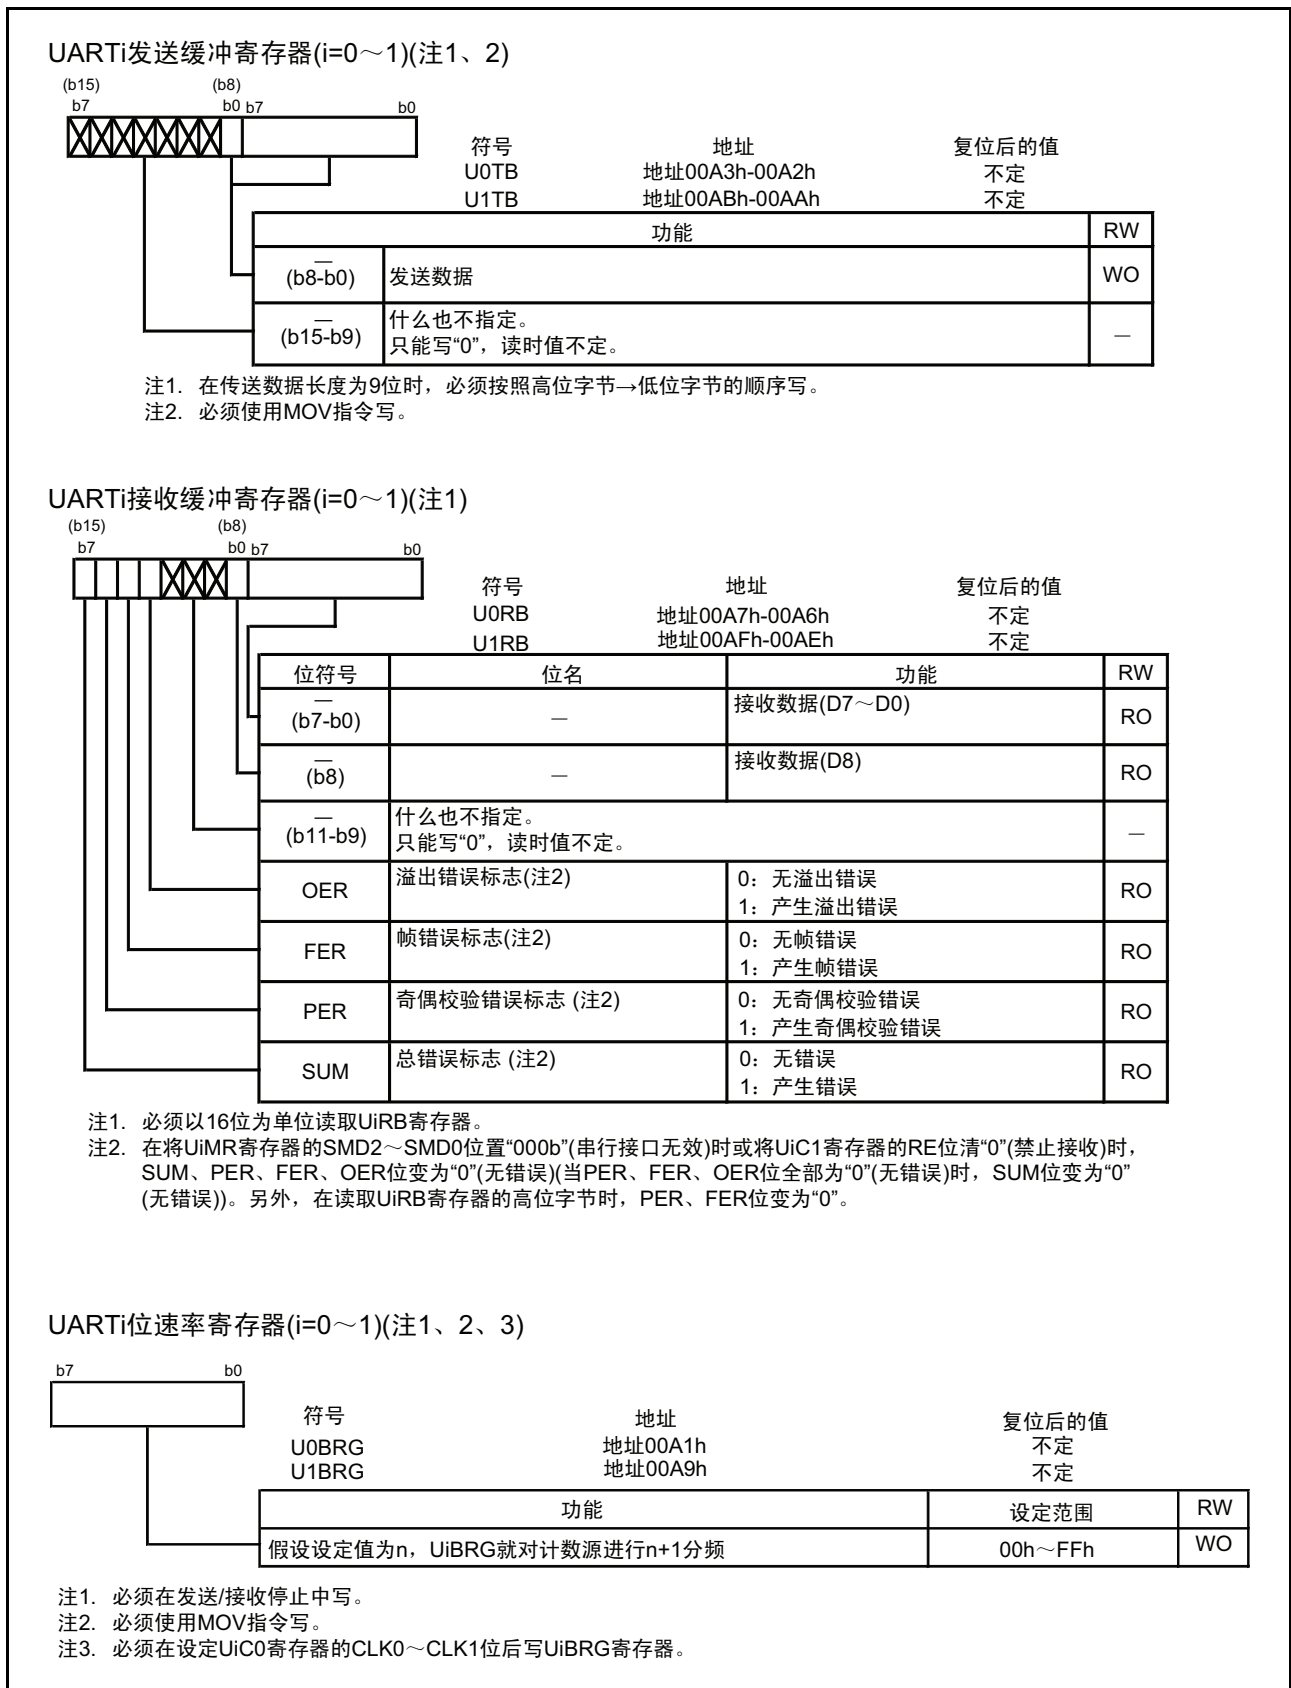 UARTi发送缓冲寄存器(i=0～1)(注1、2)
(b15) (b8)
b7 b0 b7 b0
符号 地址 复位后的值
U0TB 地址00A3h-00A2h 不定
U1TB 地址00ABh-00AAh 不定
功能 RW
—
(b8-b0) 发送数据 WO
— 什么也不指定。
(b15-b9) 只能写“0”，读时值不定。 —
注1. 在传送数据长度为9位时，必须按照高位字节→低位字节的顺序写。
注2. 必须使用MOV指令写。
UARTi接收缓冲寄存器(i=0～1)(注1)
(b15) (b8)
b7 b0 b7 b0
符号 地址 复位后的值
U0RB 地址00A7h-00A6h 不定
U1RB 地址00AFh-00AEh 不定
位符号 位名 功能 RW
— 接收数据(D7～D0)
(b7-b0) — RO
— 接收数据(D8)
(b8) — RO
— 什么也不指定。
(b11-b9) 只能写“0”，读时值不定。 —
OER 溢出错误标志(注2) 0：无溢出错误 RO
1：产生溢出错误
FER 帧错误标志(注2) 0：无帧错误 RO
1：产生帧错误
PER 奇偶校验错误标志 (注2) 0：无奇偶校验错误 RO
1：产生奇偶校验错误
SUM 总错误标志 (注2) 0：无错误 RO
1：产生错误
注1. 必须以16位为单位读取UiRB寄存器。
注2. 在将UiMR寄存器的SMD2～SMD0位置“000b”(串行接口无效)时或将UiC1寄存器的RE位清“0”(禁止接收)时，
SUM、PER、FER、OER位变为“0”(无错误)(当PER、FER、OER位全部为“0”(无错误)时，SUM位变为“0”
(无错误))。另外，在读取UiRB寄存器的高位字节时，PER、FER位变为“0”。
UARTi位速率寄存器(i=0～1)(注1、2、3)
b7 b0
符号 地址 复位后的值
U0BRG 地址00A1h 不定
U1BRG 地址00A9h 不定
功能 设定范围 RW
假设设定值为n，UiBRG就对计数源进行n+1分频 00h～FFh WO
注1. 必须在发送/接收停止中写。
注2. 必须使用MOV指令写。
注3. 必须在设定UiC0寄存器的CLK0～CLK1位后写UiBRG寄存器。